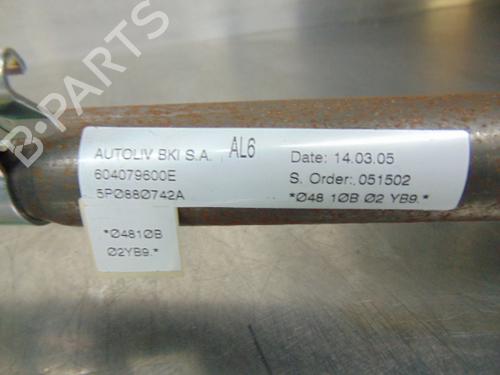 B-PARTS
AUTOLIV BKI S.A. AL6
604079600E
5PØ88Ø742A
Date: 14.03.05
S. Order:.051502
*Ø48 1ØB Ø2 YB9.*
*Ø481ØB
Ø2YB9.*